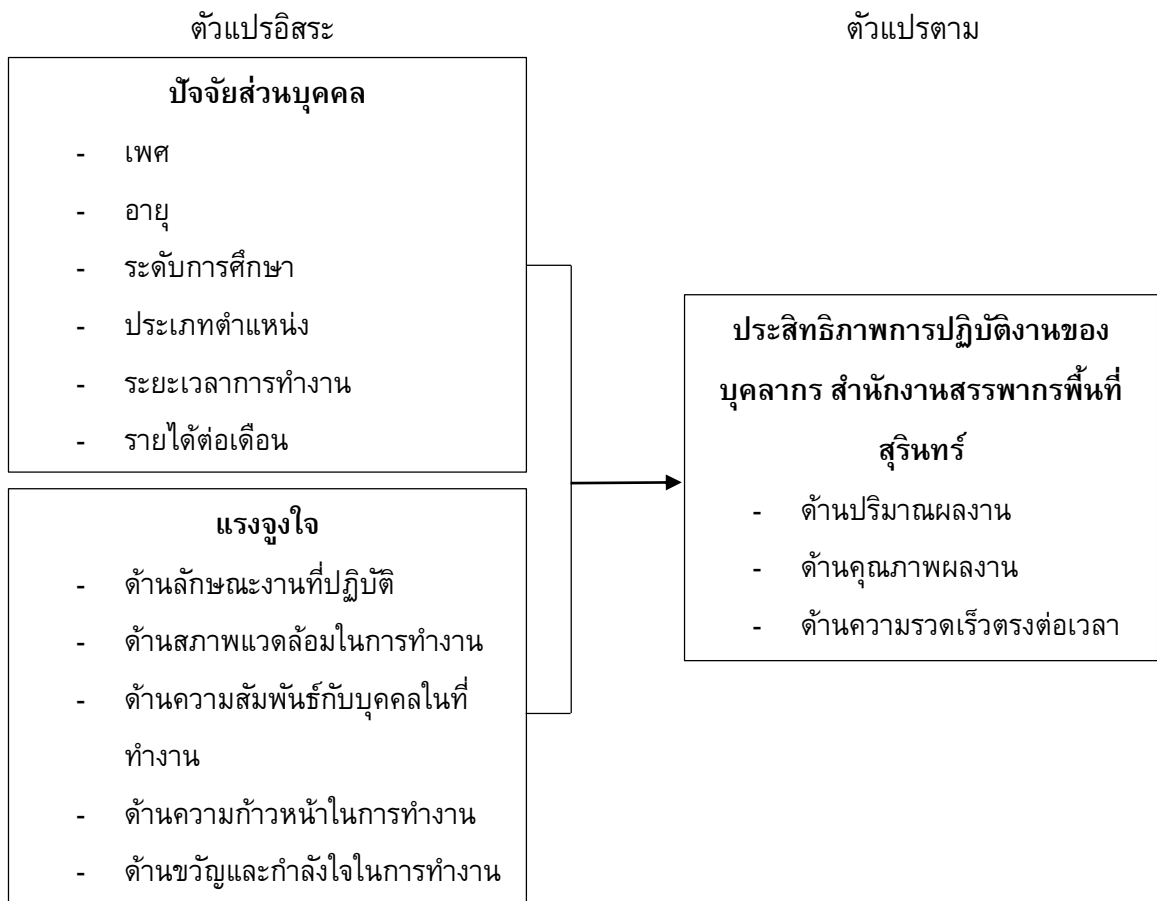 ตัวแปรอิสระ
ตัวแปรตาม
ปัจจัยส่วนบุคคล
- เพศ
- อายุ
- ระดับการศึกษา
- ประเภทตำแหน่ง
- ระยะเวลาการทำงาน
- รายได้ต่อเดือน
แรงจูงใจ
- ด้านลักษณะงานที่ปฏิบัติ
- ด้านสภาพแวดล้อมในการทำงาน
- ด้านความสัมพันธ์กับบุคคลในที่
ทำงาน
- ด้านความก้าวหน้าในการทำงาน
- ด้านขวัญและกำลังใจในการทำงาน
ประสิทธิภาพการปฏิบัติงานของ
บุคลากร สำนักงานสรรพากรพื้นที่
สุรินทร์
- ด้านปริมาณผลงาน
- ด้านคุณภาพผลงาน
- ด้านความรวดเร็วตรงต่อเวลา